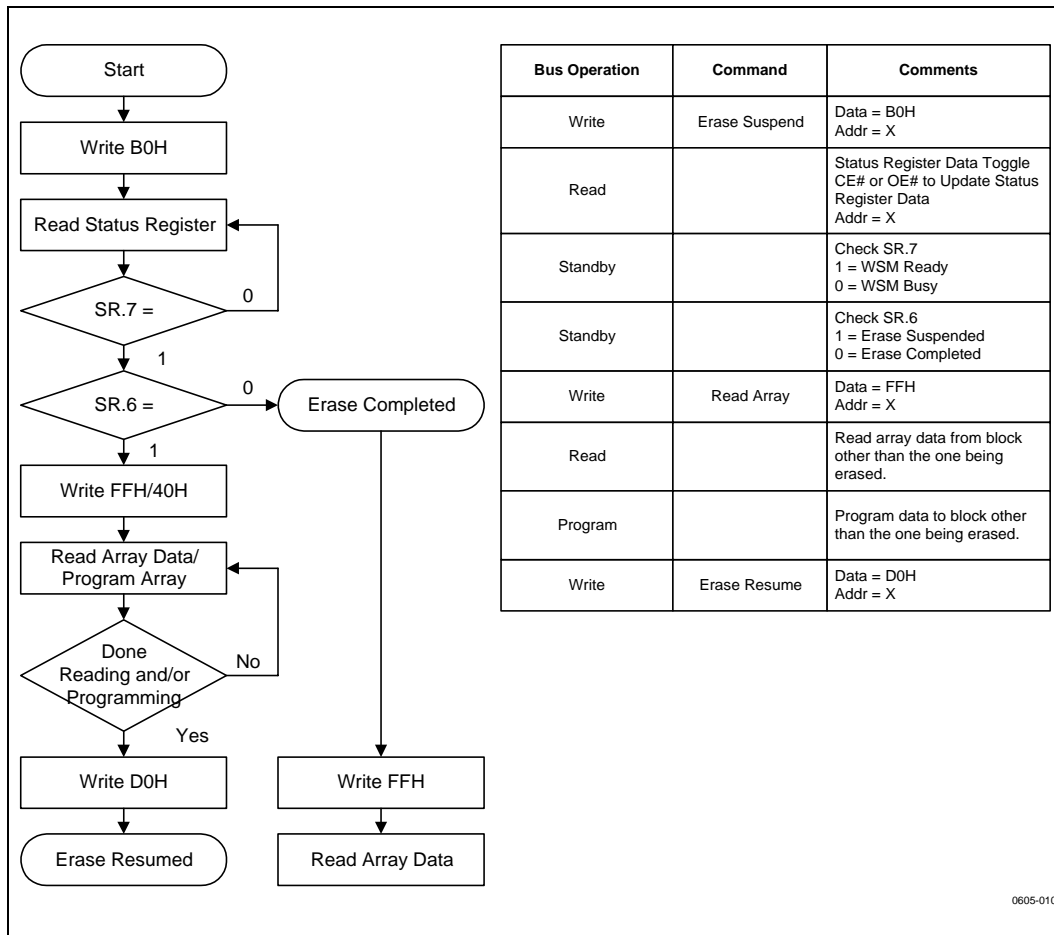 Start
Write B0H
Read Status Register
SR.7 =
0
1
SR.6 =
0
Erase Completed
1
Write FFH/40H
Read Array Data/
Program Array
Done
Reading and/or
Programming
No
Yes
Write D0H
Write FFH
Erase Resumed
Read Array Data
Bus Operation
Command
Comments
Write
Erase Suspend
Data = B0H
Addr = X
Read
Status Register Data Toggle
CE# or OE# to Update Status
Register Data
Addr = X
Standby
Check SR.7
1 = WSM Ready
0 = WSM Busy
Standby
Check SR.6
1 = Erase Suspended
0 = Erase Completed
Write
Read Array
Data = FFH
Addr = X
Read
Read array data from block
other than the one being
erased.
Program
Program data to block other
than the one being erased.
Write
Erase Resume
Data = D0H
Addr = X
0605-010